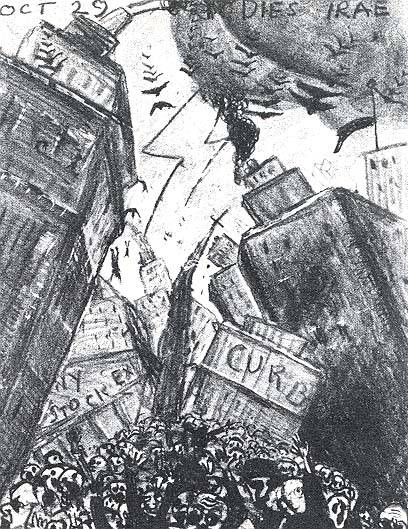 OCT 29 DIES IRAE
CURB
NY
STOCK EX